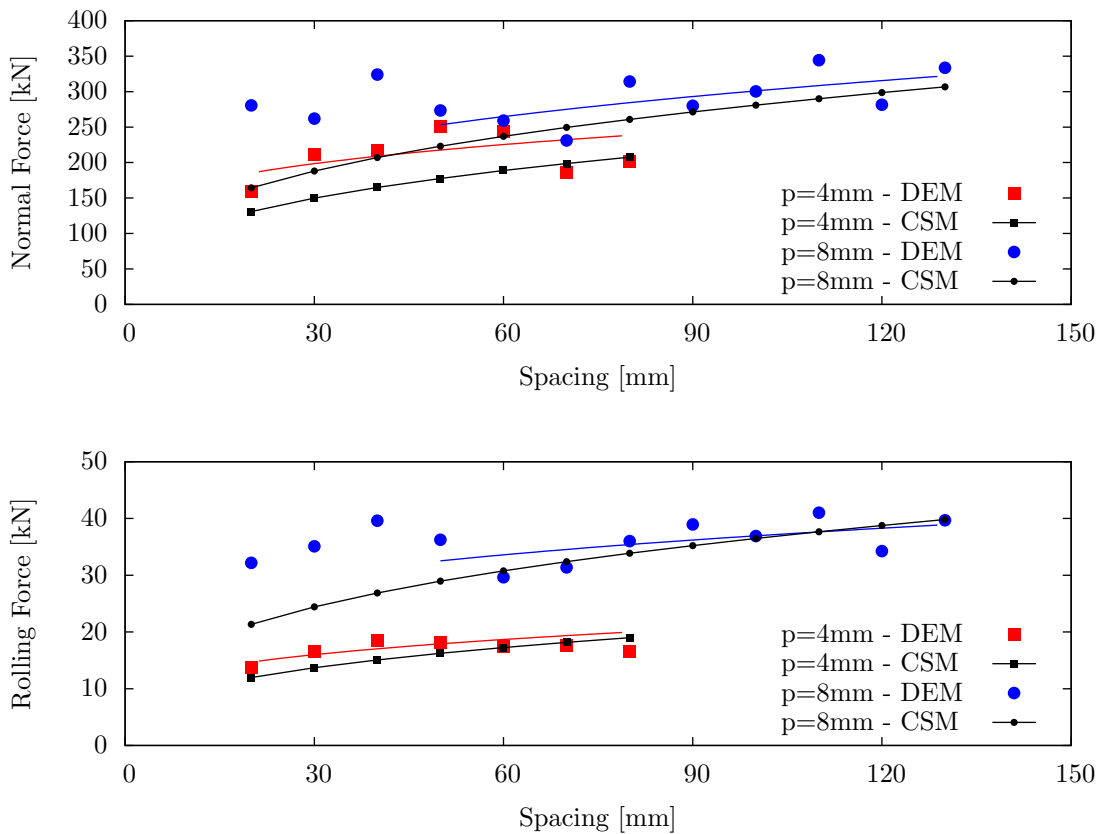 400
350
300
250
200
150
100
50
0
Normal Force [kN]
p=4mm - DEM
p=4mm - CSM
p=8mm - DEM
p=8mm - CSM
0 30 60 90 120 150
Spacing [mm]
50
40
30
20
10
0
Rolling Force [kN]
p=4mm - DEM
p=4mm - CSM
p=8mm - DEM
p=8mm - CSM
0 30 60 90 120 150
Spacing [mm]